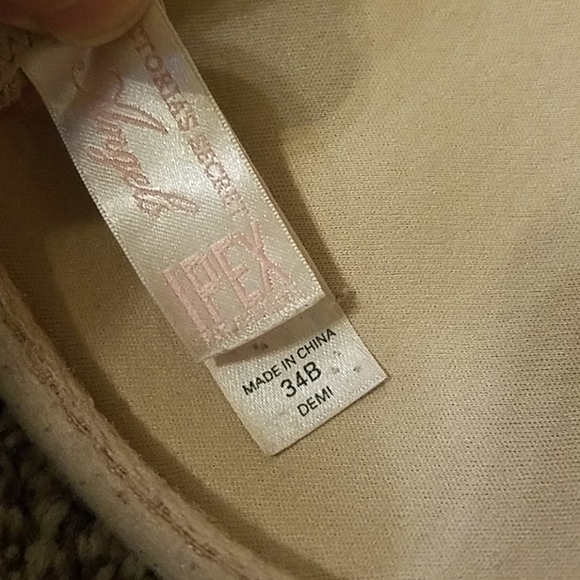 VICTORIA'S SECRET
Angels
IPEX
MADE IN CHINA
34B
DEMI